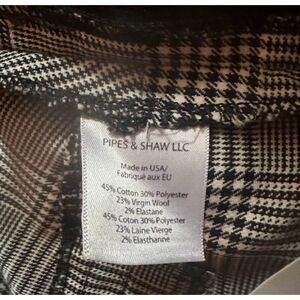 PIPES & SHAW LLC
Made in USA/
Fabriqué aux EU
45% Cotton 30% Polyester
23% Virgin Wool
2% Elastane
45% Coton 30% Polyester
23% Laine Vierge
2% Elasthanne